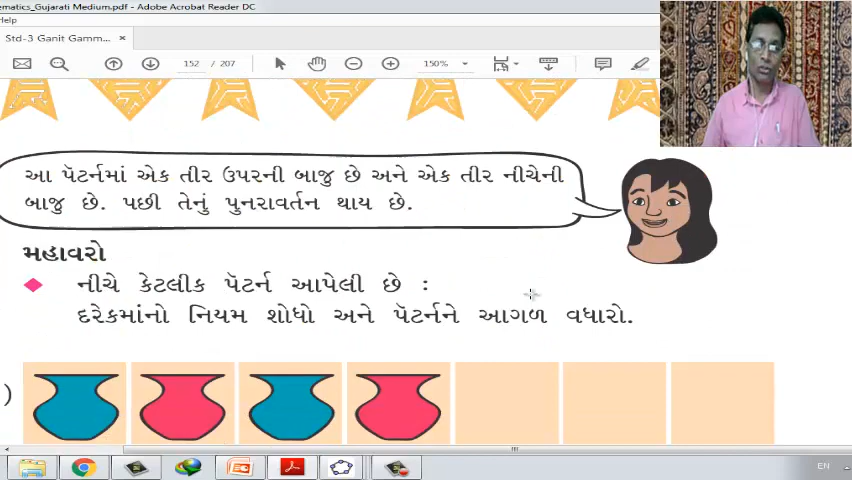 ematics_Gujarati Medium.pdf - Adobe Acrobat Reader DC
Help
Std-3 Ganit Gamm... ×
152 / 207
150%
આ પૅટર્નમાં એક તીર ઉપરની બાજુ છે અને એક તીર નીચેની
બાજુ છે. પછી તેનું પુનરાવર્તન થાય છે.
મહાવરો
નીચે કેટલીક પૅટર્ન આપેલી છે :
દરેકમાંનો નિયમ શોધો અને પૅટર્નને આગળ વધારો.
)
EN